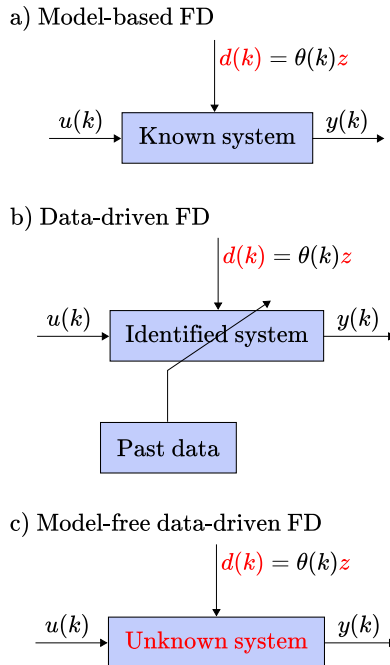 a) Model-based FD
d(k) = θ(k)z
u(k)
Known system
y(k)
b) Data-driven FD
d(k) = θ(k)z
u(k)
Identified system
y(k)
Past data
c) Model-free data-driven FD
d(k) = θ(k)z
u(k)
Unknown system
y(k)